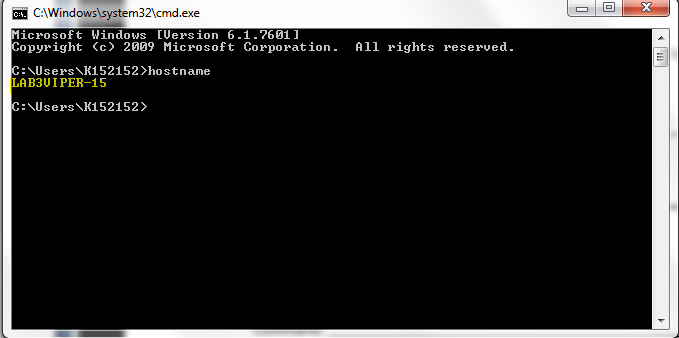 C:\Windows\system32\cmd.exe
Microsoft Windows [Version 6.1.7601]
Copyright (c) 2009 Microsoft Corporation.  All rights reserved.
C:\Users\K152152>hostname
LAB3VIPER-15
C:\Users\K152152>